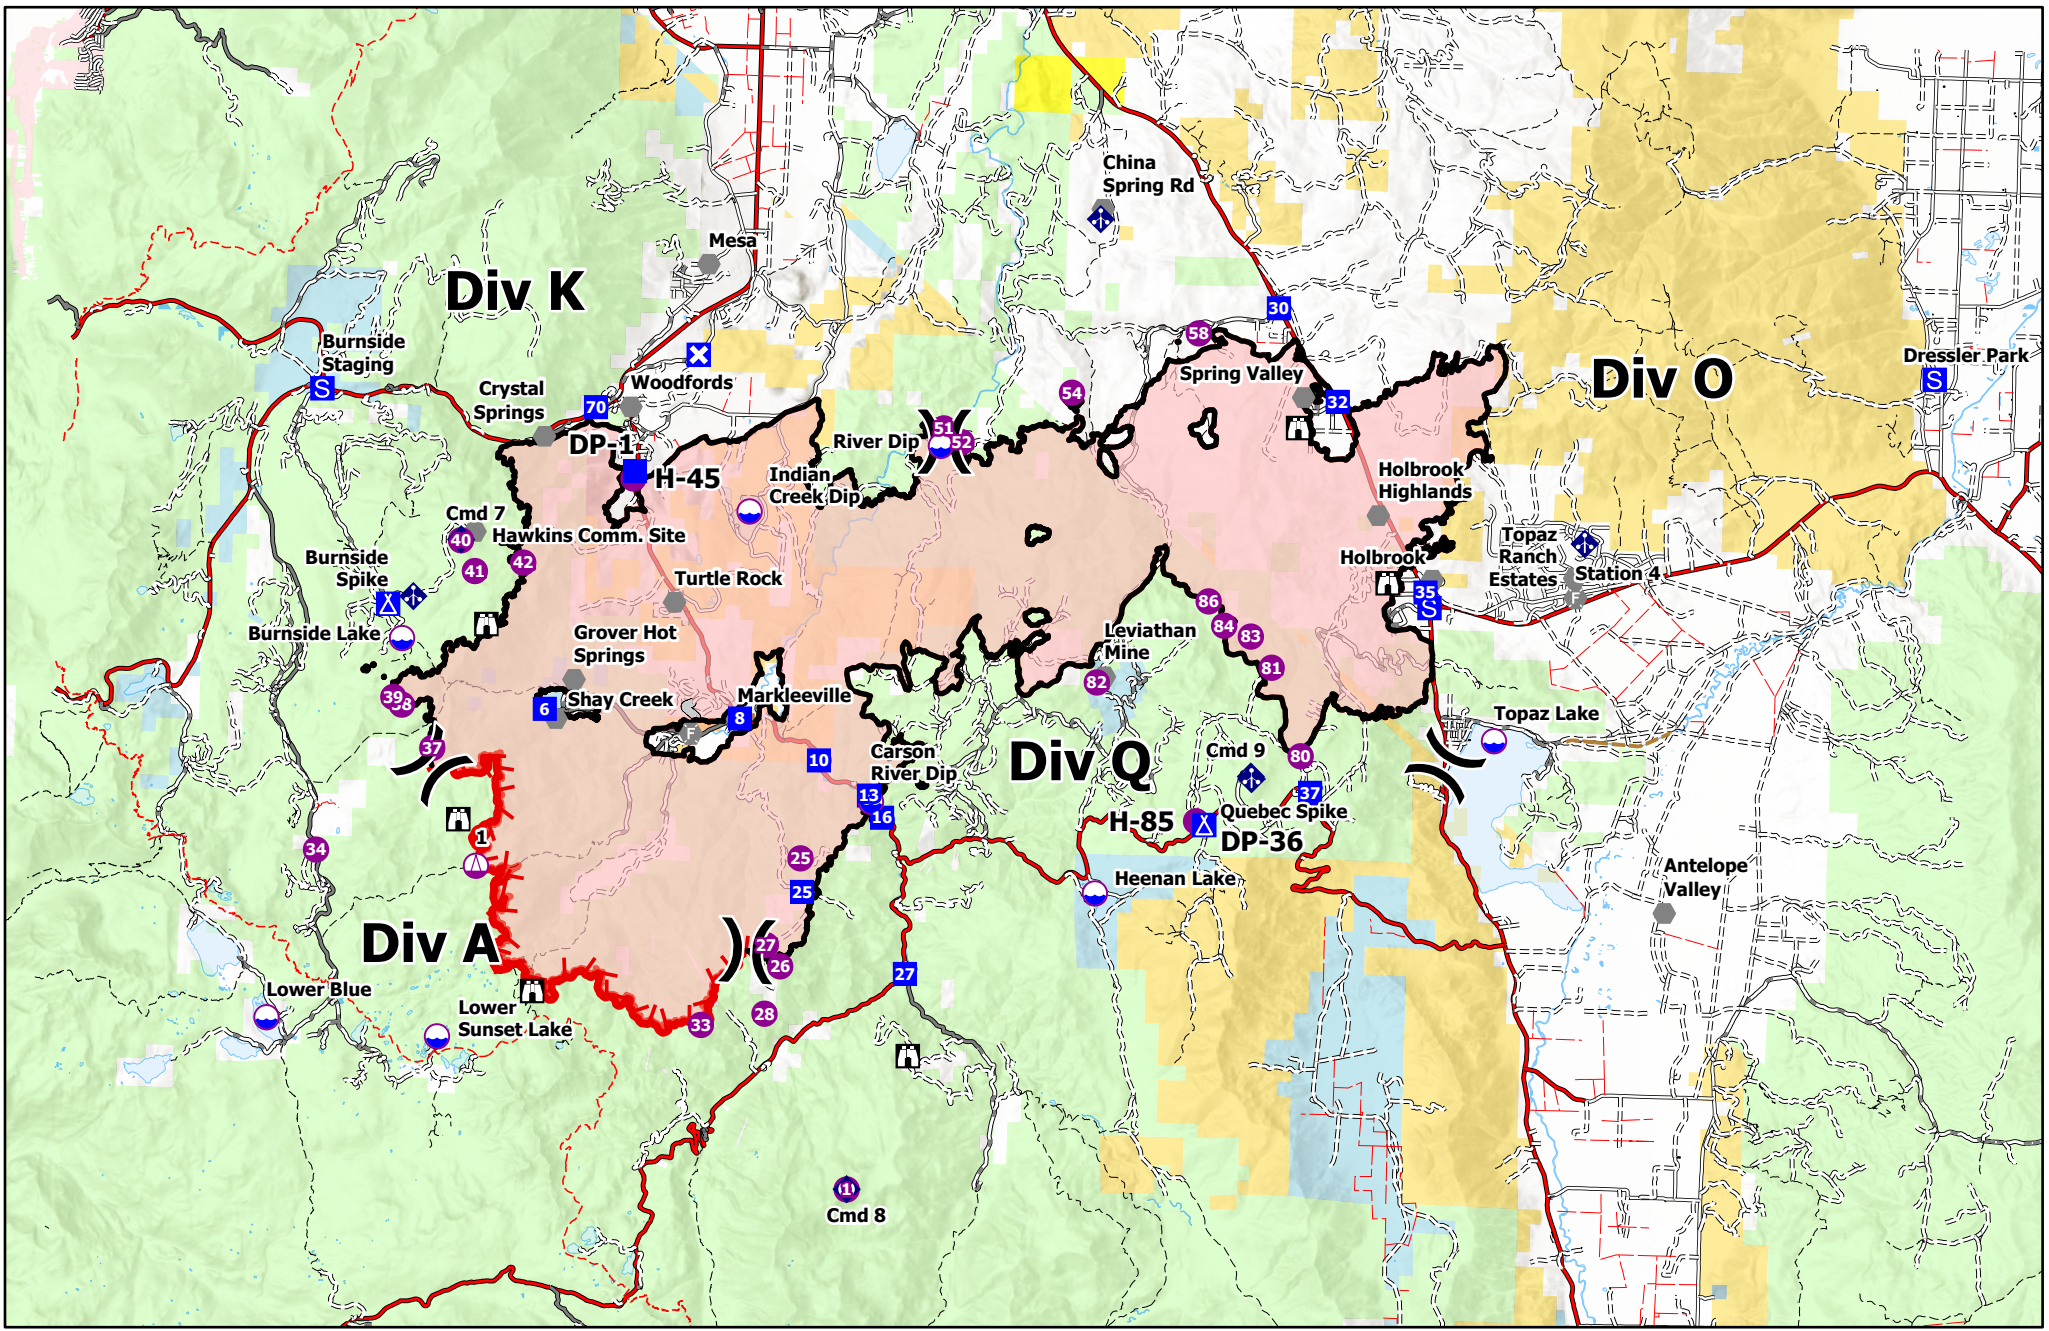 China
Spring Rd
Mesa
Div K
30
Burnside
Staging
S
58
Dressler Park
S
Div O
Spring Valley
Crystal
Springs
Woodfords
70
54
32
DP-1
River Dip
51
52
H-45
Indian
Creek Dip
Holbrook
Highlands
Cmd 7
40
Hawkins Comm. Site
41
42
Burnside
Spike
Topaz
Ranch
Estates
Station 4
F
Holbrook
35
S
Turtle Rock
86
84
83
81
Burnside Lake
Grover Hot
Springs
Leviathan
Mine
82
39
38
Shay Creek
6
Markleeville
8
F
Topaz Lake
37
Carson
River Dip
10
13
16
Div Q
Cmd 9
80
37
H-85
Quebec Spike
DP-36
1
34
25
25
Heenan Lake
Antelope
Valley
Div A
27
26
27
Lower Blue
Lower
Sunset Lake
28
33
Cmd 8